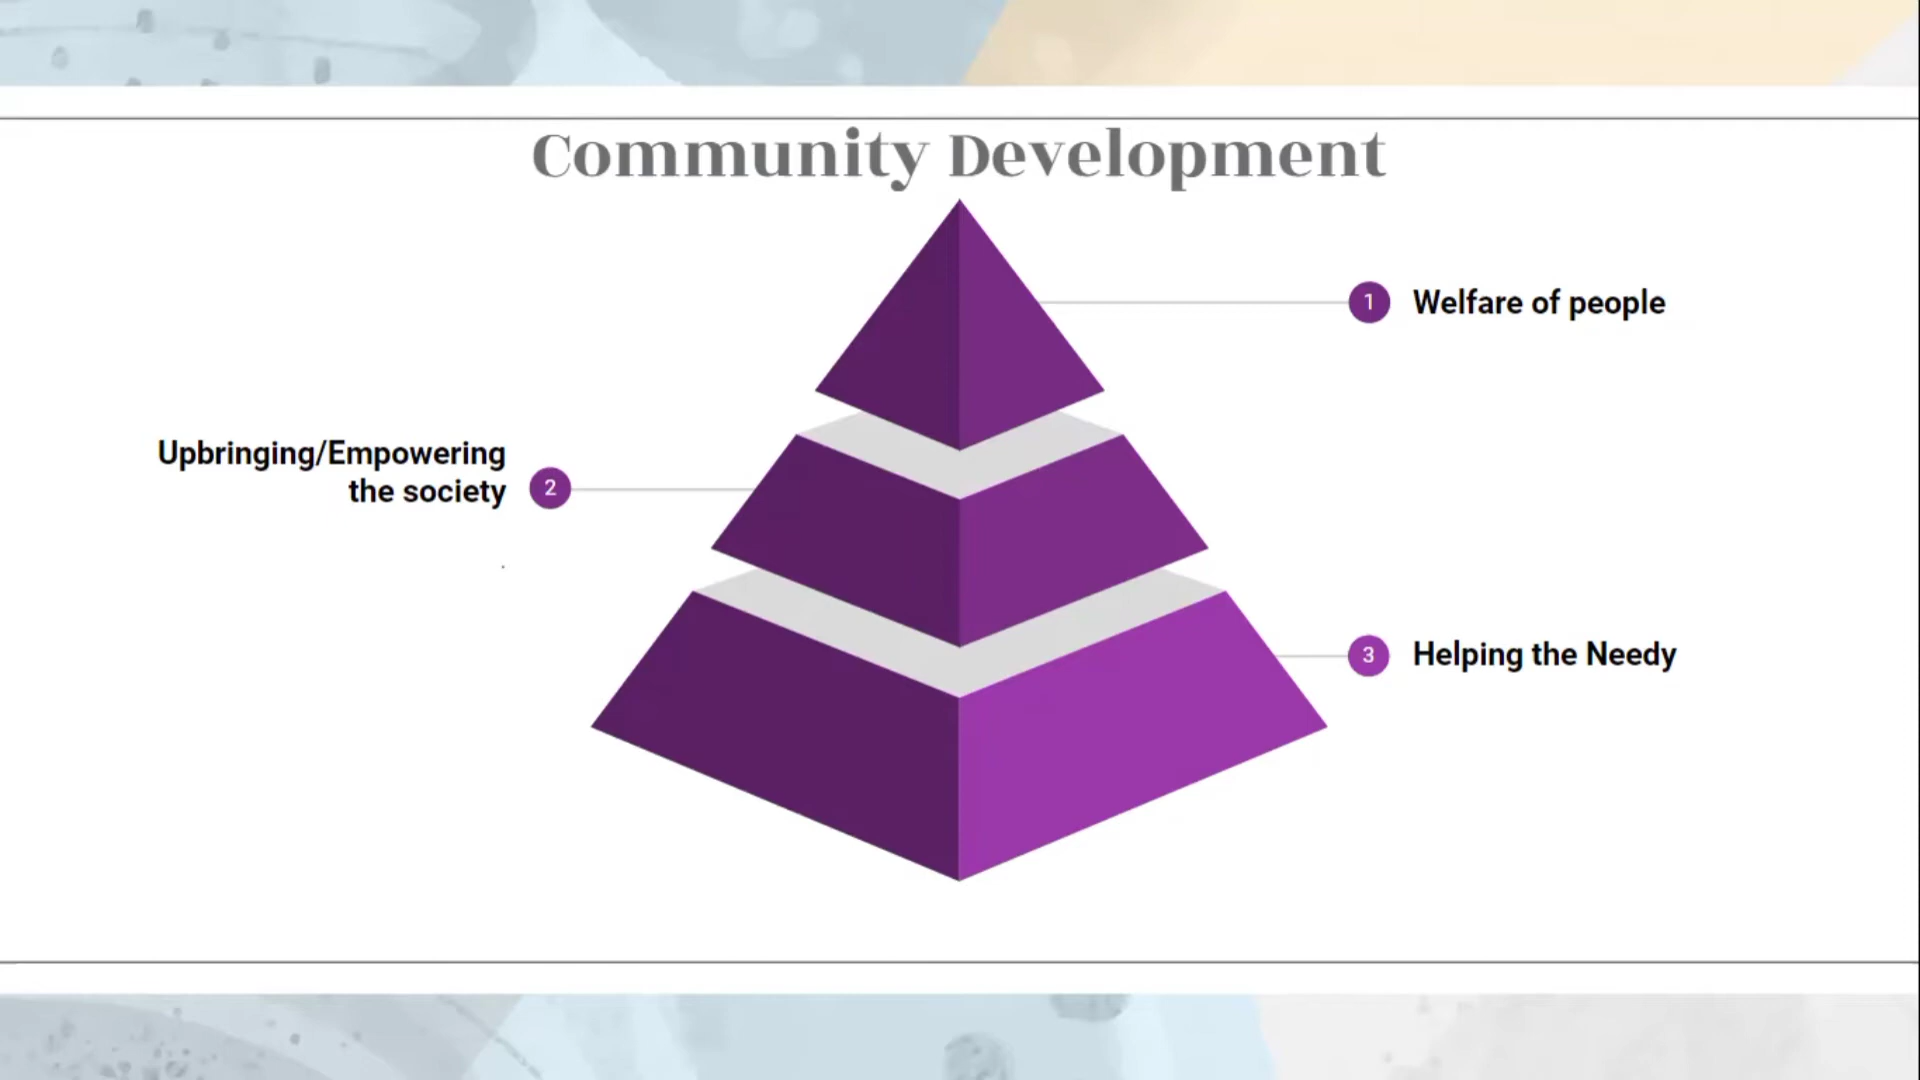 Community Development
1 Welfare of people
Upbringing/Empowering
the society 2
3 Helping the Needy